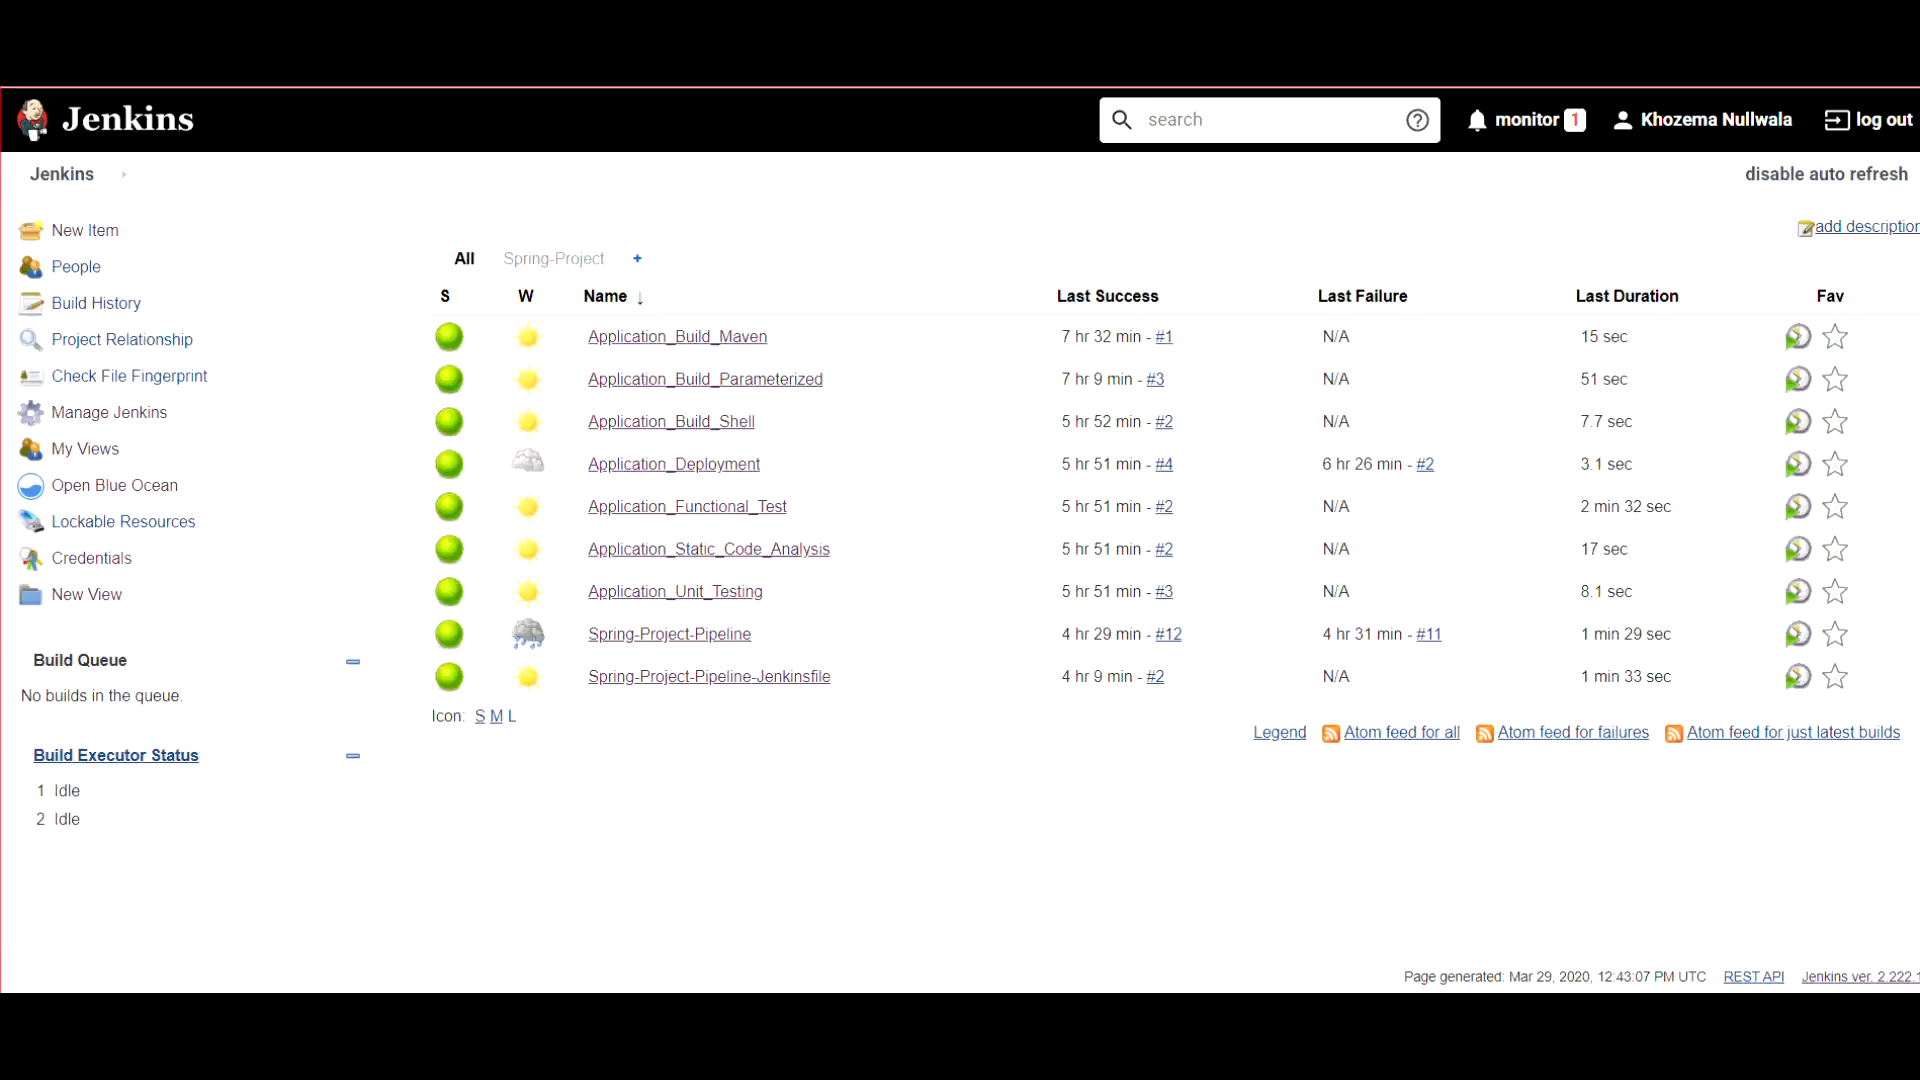 Jenkins
search
monitor 1
Khozema Nullwala
log out
Jenkins
disable auto refresh
New Item
People
Build History
Project Relationship
Check File Fingerprint
Manage Jenkins
My Views
Open Blue Ocean
Lockable Resources
Credentials
New View
Build Queue
No builds in the queue.
Build Executor Status
1 Idle
2 Idle
add description
All Spring-Project +
S W Name ↓ Last Success Last Failure Last Duration Fav
Application_Build_Maven 7 hr 32 min - #1 N/A 15 sec
Application_Build_Parameterized 7 hr 9 min - #3 N/A 51 sec
Application_Build_Shell 5 hr 52 min - #2 N/A 7.7 sec
Application_Deployment 5 hr 51 min - #4 6 hr 26 min - #2 3.1 sec
Application_Functional_Test 5 hr 51 min - #2 N/A 2 min 32 sec
Application_Static_Code_Analysis 5 hr 51 min - #2 N/A 17 sec
Application_Unit_Testing 5 hr 51 min - #3 N/A 8.1 sec
Spring-Project-Pipeline 4 hr 29 min - #12 4 hr 31 min - #11 1 min 29 sec
Spring-Project-Pipeline-Jenkinsfile 4 hr 9 min - #2 N/A 1 min 33 sec
Icon: S M L
Legend Atom feed for all Atom feed for failures Atom feed for just latest builds
Page generated: Mar 29, 2020, 12:43:07 PM UTC REST API Jenkins ver. 2.222.1